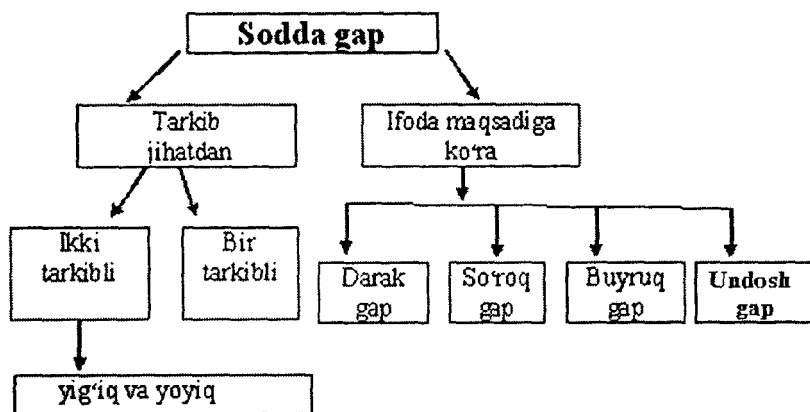 Sodda gap
Tarkib
jihatdan
Ifoda maqsadiga
ko‘ra
Ikki
tarkibli
Bir
tarkibli
Darak
gap
So‘roq
gap
Buyruq
gap
Undosh
gap
yig‘iq va yoyiq